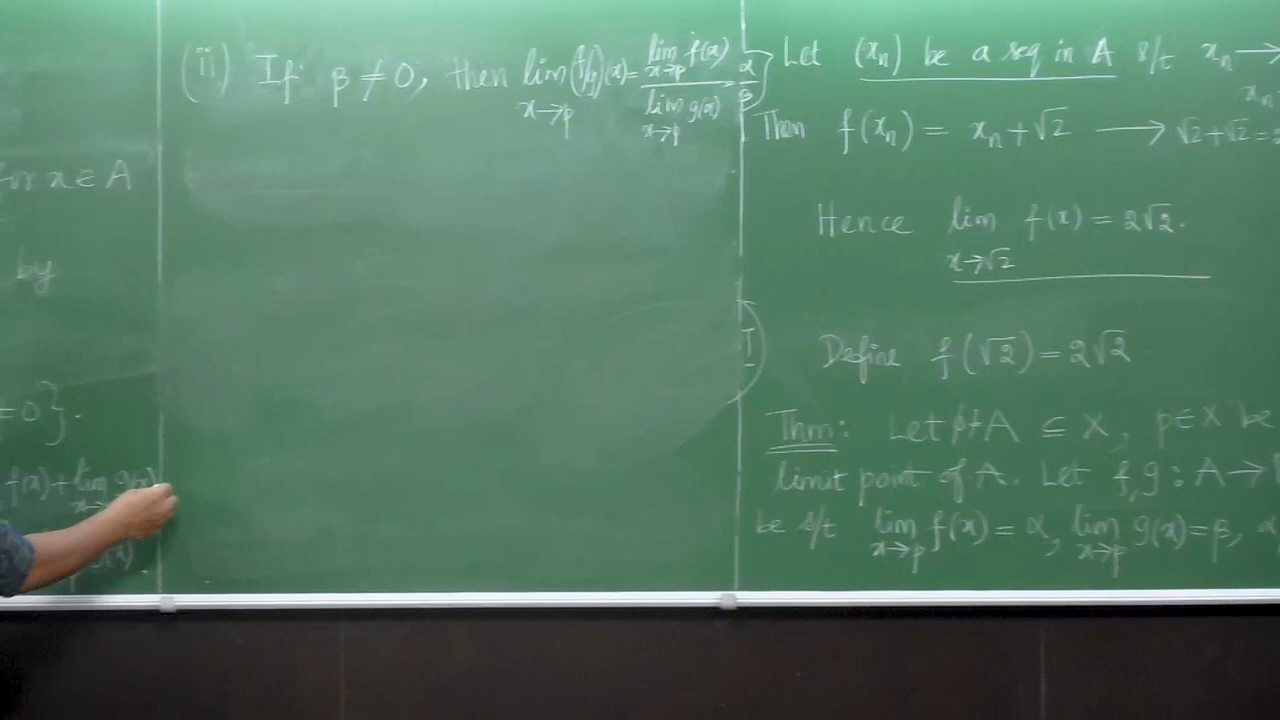 for x ∈ A
by
= 0}.
f(x) + lim g(x)
(ii) If β ≠ 0, then lim (f/g)(x) = lim f(x) / lim g(x) = α/β
x→p x→p x→p
Let (xₙ) be a seq in A s/t xₙ →
xₙ
Then f(xₙ) = xₙ + √2 ⟶ √2 + √2 =
Hence lim f(x) = 2√2.
x→√2
Define f(√2) = 2√2
Thm: Let ϕ ≠ A ⊆ X, p ∈ X be
limit point of A. Let f, g : A →
be s/t lim f(x) = α, lim g(x) = β, α
x→p x→p